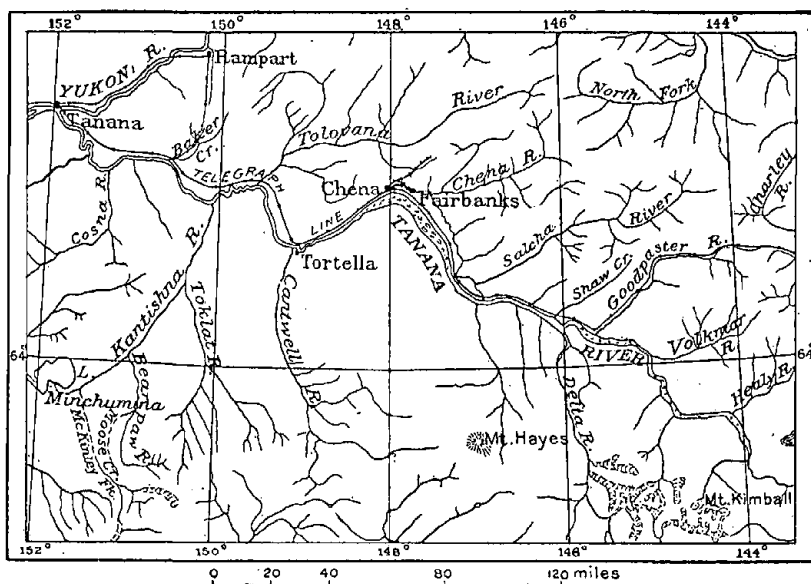 152° 150° 148° 146° 144°
YUKON R.
Rampart
Tanana
Baker Cr.
Tolovana River
North Fork
TELEGRAPH LINE
Chena
Fairbanks
Chena R.
Charley R.
Cosna R.
Tortella
TANANA RIVER
Salcha River
Shaw Cr.
Goodpaster R.
Kantishna R.
Toklat R.
Cantwell R.
Volkmar R.
64° 64°
L. Minchumina
Bearpaw R.
Moose Cr.
McKinley Fk.
Delta R.
Healy R.
Mt. Hayes
Mt. Kimball
152° 150° 148° 146° 144°
0 20 40 80 120 miles